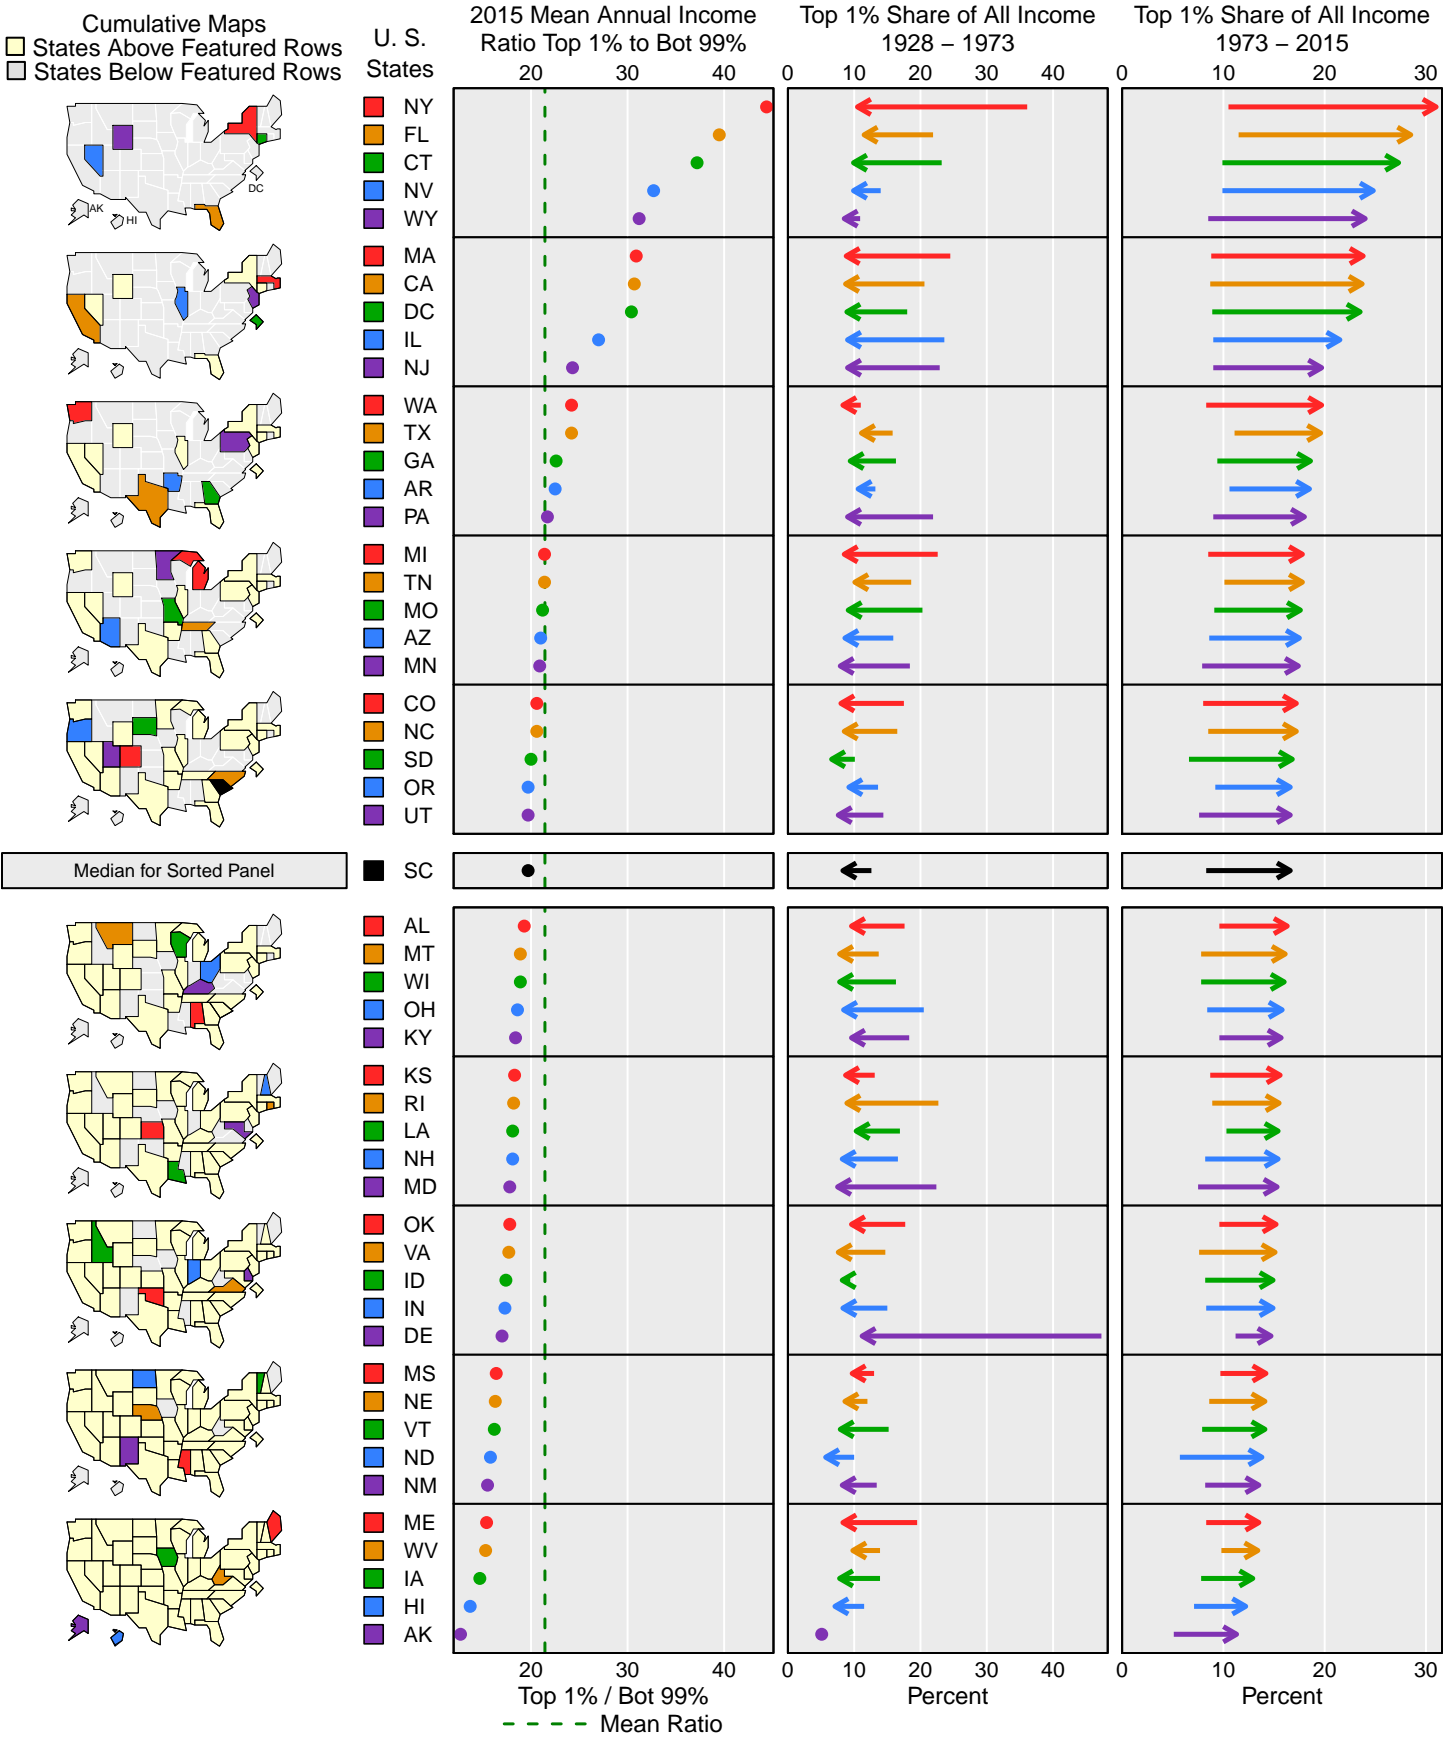 Cumulative Maps
States Above Featured Rows
States Below Featured Rows
U. S.
States
2015 Mean Annual Income
Ratio Top 1% to Bot 99%
20 30 40
Top 1% Share of All Income
1928 – 1973
0 10 20 30 40
Top 1% Share of All Income
1973 – 2015
0 10 20 30
AK
HI
DC
NY
FL
CT
NV
WY
MA
CA
DC
IL
NJ
WA
TX
GA
AR
PA
MI
TN
MO
AZ
MN
CO
NC
SD
OR
UT
Median for Sorted Panel
SC
AL
MT
WI
OH
KY
KS
RI
LA
NH
MD
OK
VA
ID
IN
DE
MS
NE
VT
ND
NM
ME
WV
IA
HI
AK
20 30 40
Top 1% / Bot 99%
Mean Ratio
0 10 20 30 40
Percent
0 10 20 30
Percent